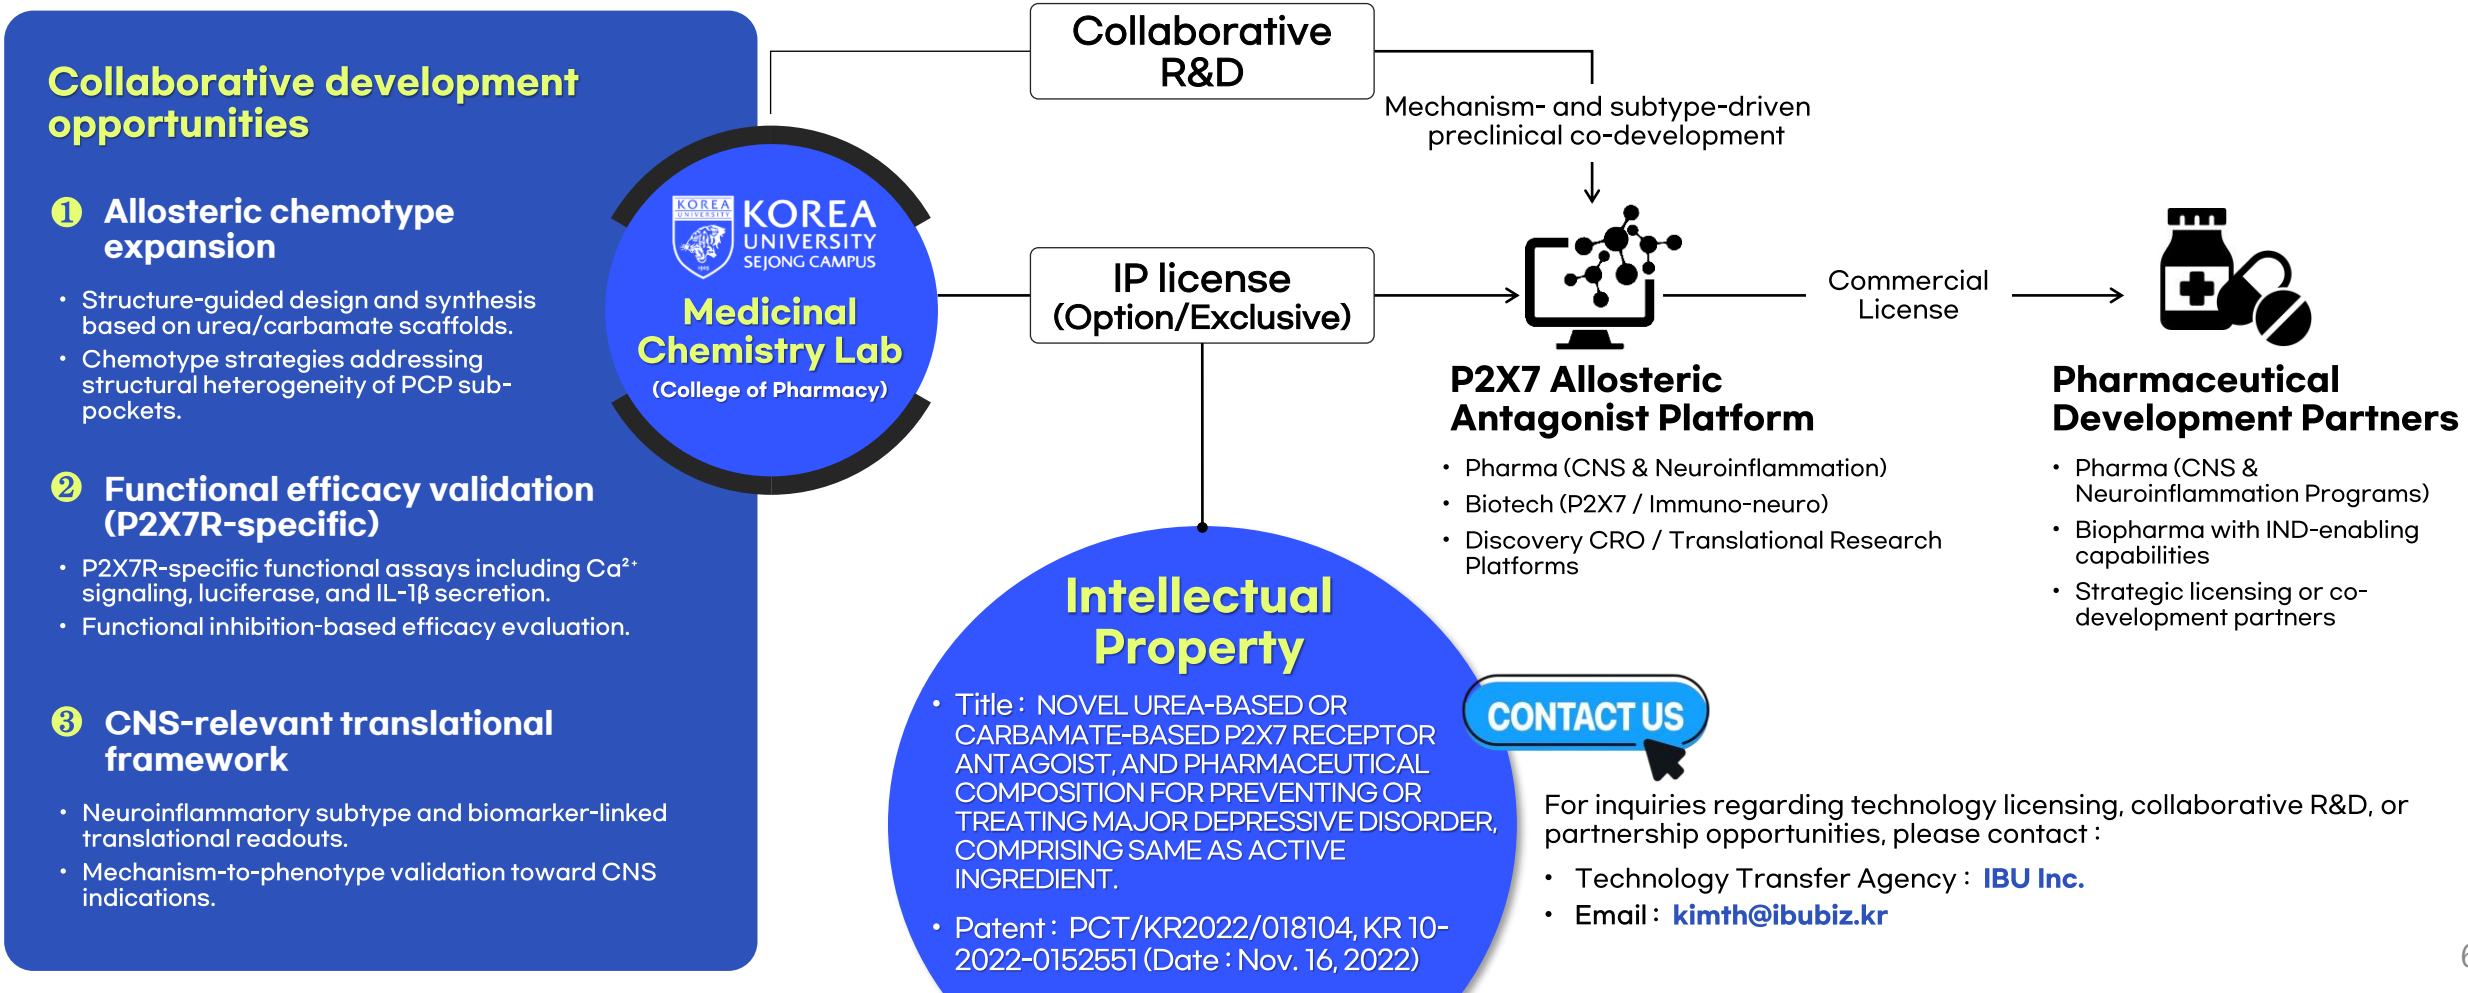 Collaborative development
opportunities
1 Allosteric chemotype
expansion
• Structure-guided design and synthesis
based on urea/carbamate scaffolds.
• Chemotype strategies addressing
structural heterogeneity of PCP sub-
pockets.
2 Functional efficacy validation
(P2X7R-specific)
• P2X7R-specific functional assays including Ca²⁺
signaling, luciferase, and IL-1β secretion.
• Functional inhibition-based efficacy evaluation.
3 CNS-relevant translational
framework
• Neuroinflammatory subtype and biomarker-linked
translational readouts.
• Mechanism-to-phenotype validation toward CNS
indications.
KOREA
UNIVERSITY
1905
KOREA
UNIVERSITY
SEJONG CAMPUS
Medicinal
Chemistry Lab
(College of Pharmacy)
Collaborative
R&D
Mechanism- and subtype-driven
preclinical co-development
IP license
(Option/Exclusive)
Commercial
License
P2X7 Allosteric
Antagonist Platform
• Pharma (CNS & Neuroinflammation)
• Biotech (P2X7 / Immuno-neuro)
• Discovery CRO / Translational Research
Platforms
Pharmaceutical
Development Partners
• Pharma (CNS &
Neuroinflammation Programs)
• Biopharma with IND-enabling
capabilities
• Strategic licensing or co-
development partners
Intellectual
Property
• Title : NOVEL UREA-BASED OR
CARBAMATE-BASED P2X7 RECEPTOR
ANTAGOIST, AND PHARMACEUTICAL
COMPOSITION FOR PREVENTING OR
TREATING MAJOR DEPRESSIVE DISORDER,
COMPRISING SAME AS ACTIVE
INGREDIENT.
• Patent : PCT/KR2022/018104, KR 10-
2022-0152551 (Date : Nov. 16, 2022)
CONTACT US
For inquiries regarding technology licensing, collaborative R&D, or
partnership opportunities, please contact :
• Technology Transfer Agency : IBU Inc.
• Email : kimth@ibubiz.kr
6